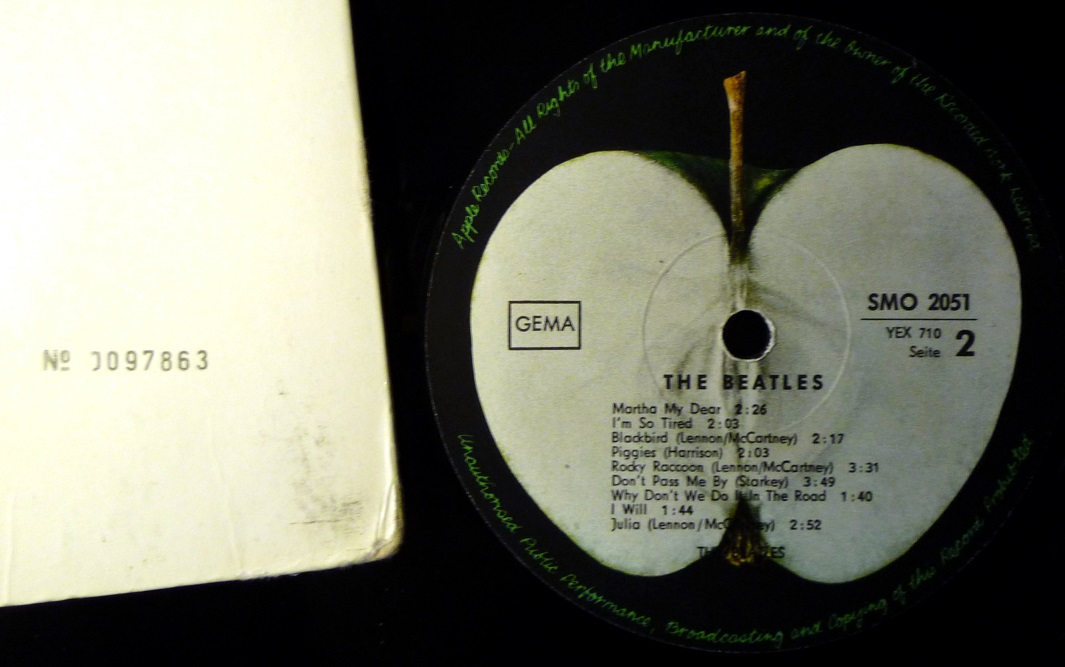 Nº 0097863
Apple Records-All Rights of the Manufacturer and of the Owner of the Recorded Work Reserved
GEMA
SMO 2051
YEX 710
Seite 2
THE BEATLES
Martha My Dear 2:26
I'm So Tired 2:03
Blackbird (Lennon/McCartney) 2:17
Piggies (Harrison) 2:03
Rocky Raccoon (Lennon/McCartney) 3:31
Don't Pass Me By (Starkey) 3:49
Why Don't We Do It In The Road 1:40
I Will 1:44
Julia (Lennon/McCartney) 2:52
THE BEATLES
Unauthorised Public Performance, Broadcasting and Copying of this Record Prohibited